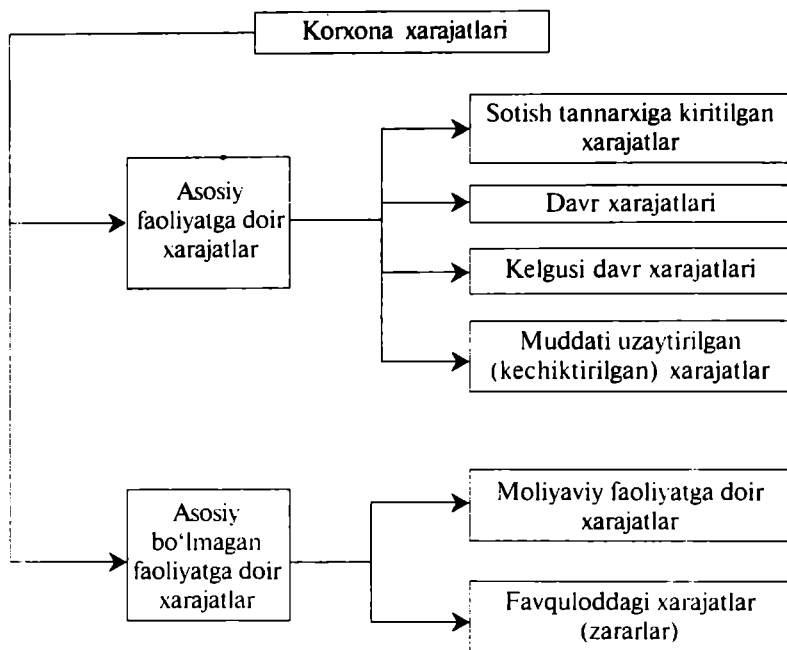 Korxona xarajatlari
Asosiy
faoliyatga doir
xarajatlar
Sotish tannarxiga kiritilgan
xarajatlar
Davr xarajatlari
Kelgusi davr xarajatlari
Muddati uzaytirilgan
(kechiktirilgan) xarajatlar
Asosiy
bo‘lmagan
faoliyatga doir
xarajatlar
Moliyaviy faoliyatga doir
xarajatlar
Favquloddagi xarajatlar
(zararlar)